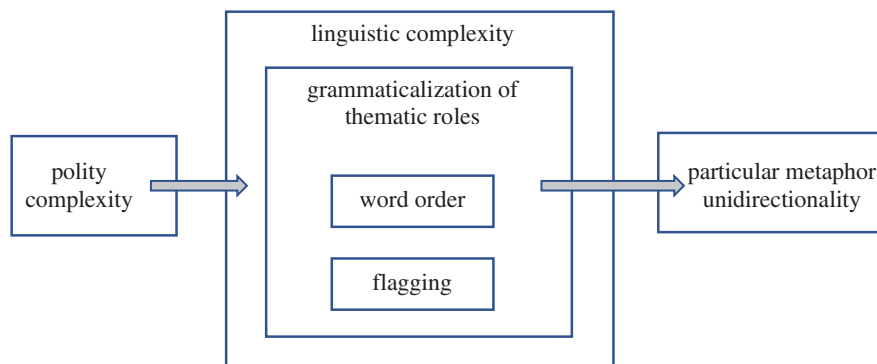 linguistic complexity
grammaticalization of
thematic roles
polity
complexity
word order
flagging
particular metaphor
unidirectionality